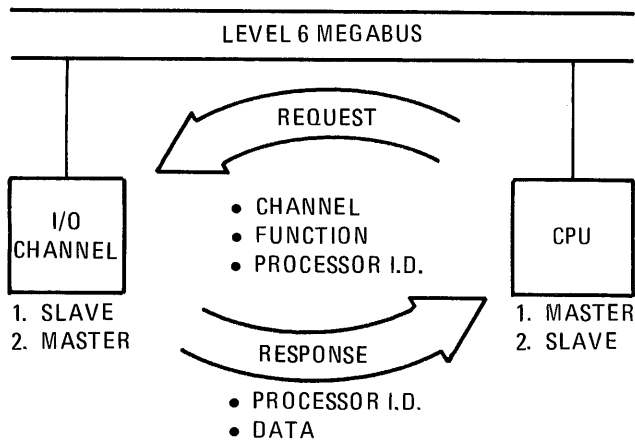 LEVEL 6 MEGABUS
REQUEST
I/O
CHANNEL
• CHANNEL
• FUNCTION
• PROCESSOR I.D.
CPU
1. SLAVE
2. MASTER
1. MASTER
2. SLAVE
RESPONSE
• PROCESSOR I.D.
• DATA